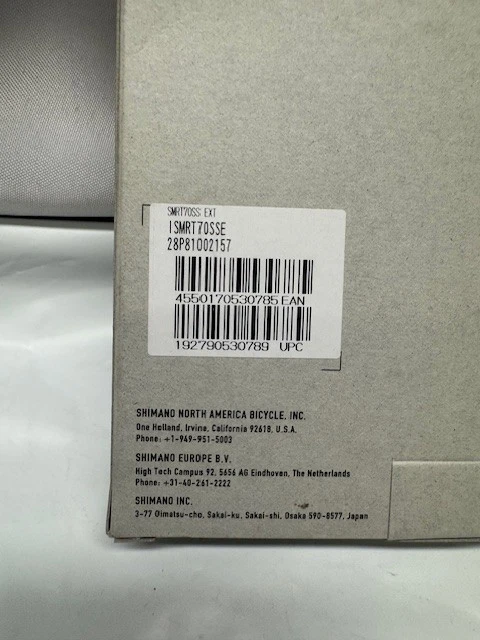 SMRT70SS: EXT
ISMRT70SSE
28P81002157
4550170530785 EAN
192790530789 UPC
SHIMANO NORTH AMERICA BICYCLE, INC.
One Holland, Irvine, California 92618, U.S.A.
Phone: +1-949-951-5003
SHIMANO EUROPE B.V.
High Tech Campus 92, 5656 AG Eindhoven, The Netherlands
Phone: +31-40-261-2222
SHIMANO INC.
3-77 Oimatsu-cho, Sakai-ku, Sakai-shi, Osaka 590-8577, Japan